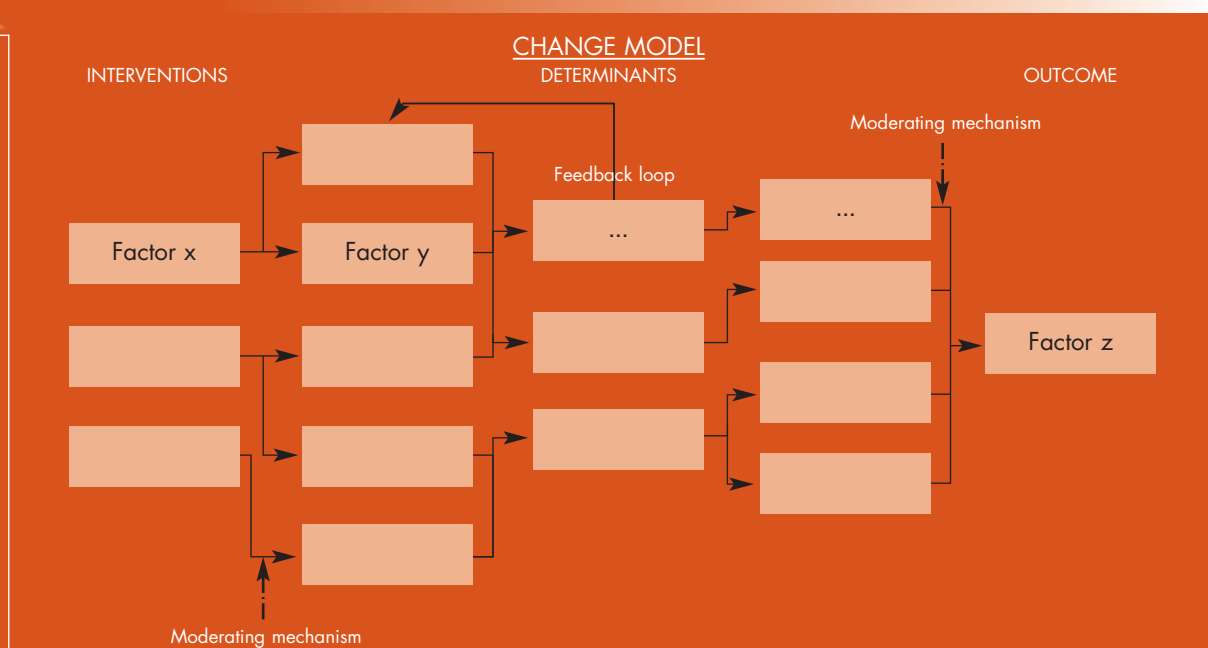 CHANGE MODEL
INTERVENTIONS
DETERMINANTS
OUTCOME
Moderating mechanism
Feedback loop
...
...
Factor x
Factor y
Factor z
Moderating mechanism